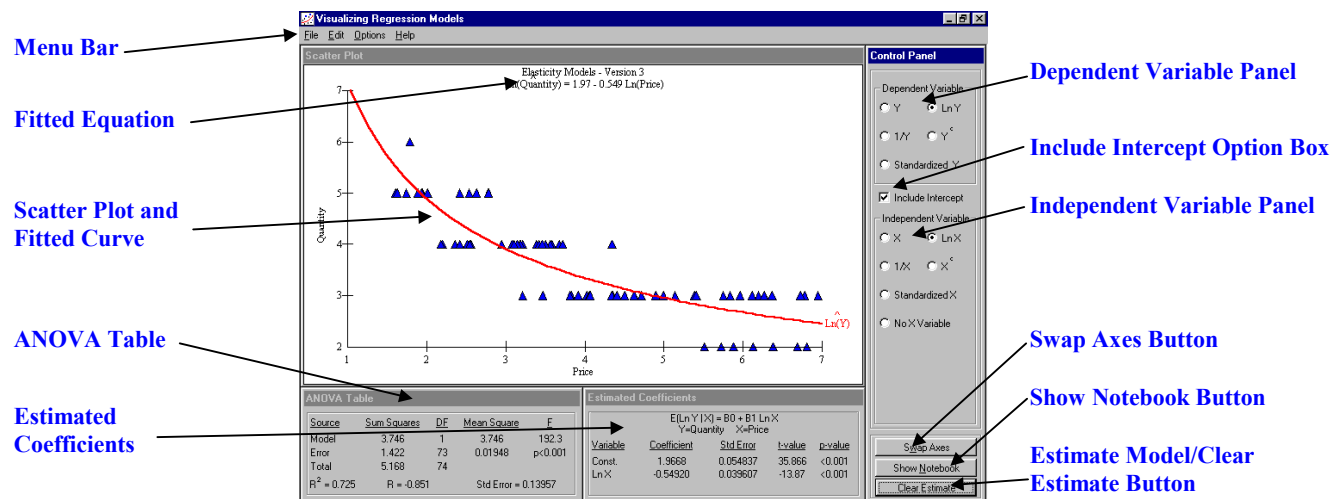 Visualizing Regression Models
File Edit Options Help
Menu Bar
Fitted Equation
Scatter Plot and
Fitted Curve
ANOVA Table
Estimated
Coefficients
Scatter Plot
Elasticity Models - Version 3
Ln(Quantity) = 1.97 - 0.549 Ln(Price)
7
6
5
4
3
2
Quantity
1 2 3 4 5 6 7
Price
Ln(Y)
Control Panel
Dependent Variable
Y Ln Y
1/Y Y^c
Standardized Y
Include Intercept
Independent Variable
X Ln X
1/X X^c
Standardized X
No X Variable
Swap Axes
Show Notebook
Clear Estimate
Dependent Variable Panel
Include Intercept Option Box
Independent Variable Panel
Swap Axes Button
Show Notebook Button
Estimate Model/Clear
Estimate Button
ANOVA Table
Source Sum Squares DF Mean Square F
Model 3.746 1 3.746 192.3
Error 1.422 73 0.01948 p<0.001
Total 5.168 74
R² = 0.725 R = -0.851 Std Error = 0.13957
Estimated Coefficients
E(Ln Y | X) = B0 + B1 Ln X
Y=Quantity X=Price
Variable Coefficient Std Error t-value p-value
Const. 1.9668 0.054837 35.866 <0.001
Ln X -0.54920 0.039607 -13.87 <0.001